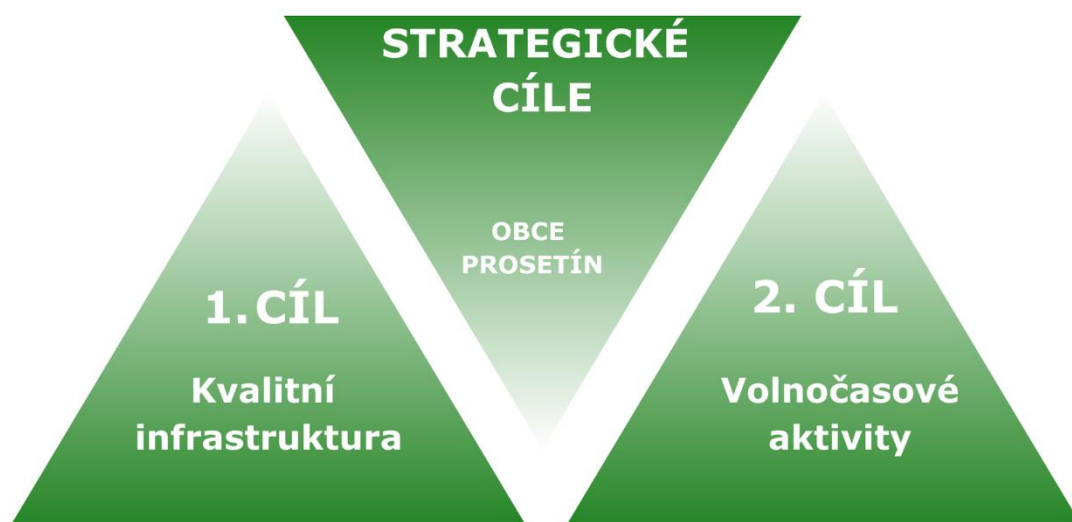 STRATEGICKÉ
CÍLE
OBCE
PROSETÍN
1. CÍL
Kvalitní
infrastruktura
2. CÍL
Volnočasové
aktivity